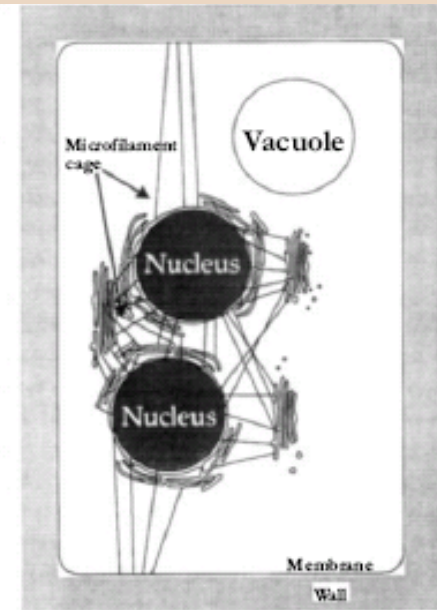 Microfilament
cage
Vacuole
Nucleus
Nucleus
Membrane
Wall